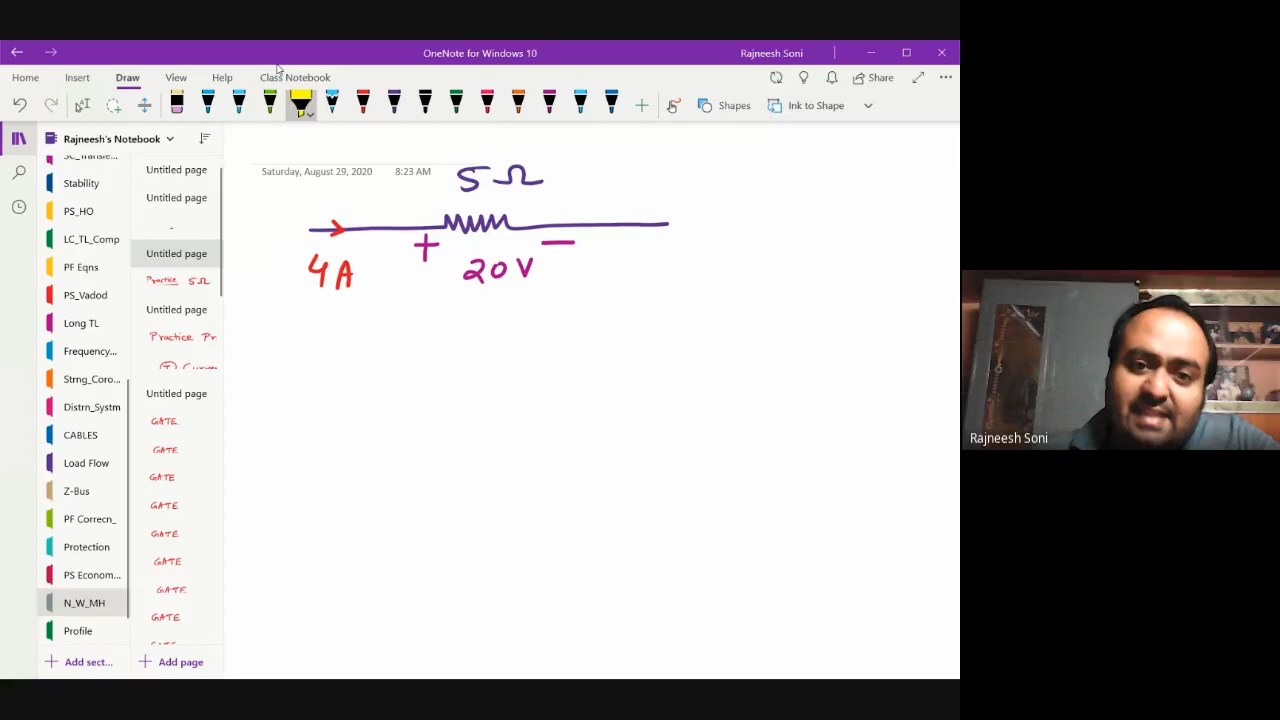 OneNote for Windows 10
Rajneesh Soni
Home Insert Draw View Help Class Notebook
Share
Shapes
Ink to Shape
Rajneesh's Notebook
Stability
PS_HO
LC_TL_Comp
PF Eqns
PS_Vadod
Long TL
Frequency...
Strng_Coro...
Distrn_Systm
CABLES
Load Flow
Z-Bus
PF Correcn_
Protection
PS Econom...
N_W_MH
Profile
Add sect...
Untitled page
Untitled page
Untitled page
Practice 5Ω
Untitled page
Practice Pr
Untitled page
GATE
GATE
GATE
GATE
GATE
GATE
GATE
GATE
Add page
Saturday, August 29, 2020 8:23 AM
5Ω
+ −
4A 20V
Rajneesh Soni